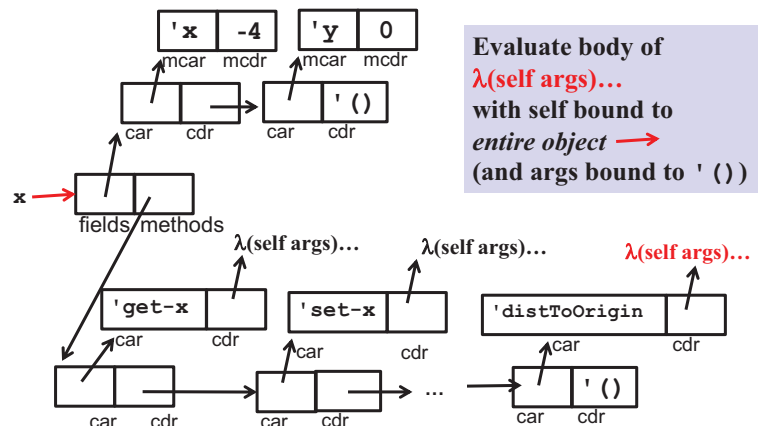 'x -4 'y 0
mcar mcdr mcar mcdr
'()
car cdr car cdr
x
fields methods
Evaluate body of
λ(self args)…
with self bound to
entire object
(and args bound to '())
λ(self args)… λ(self args)… λ(self args)…
'get-x 'set-x 'distToOrigin
car cdr car cdr car cdr
… '()
car cdr car cdr car cdr